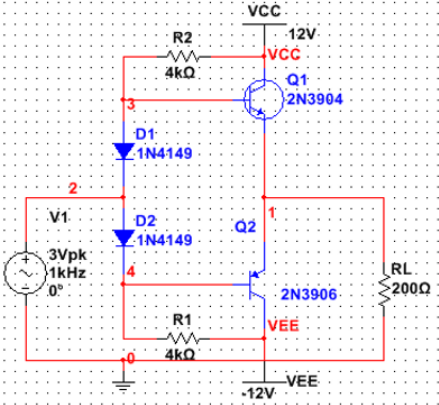 VCC
12V
R2
4kΩ
VCC
Q1
2N3904
3
D1
1N4149
2
1
V1
3Vpk
1kHz
0°
D2
1N4149
Q2
4
2N3906
RL
200Ω
R1
4kΩ
VEE
0
VEE
-12V